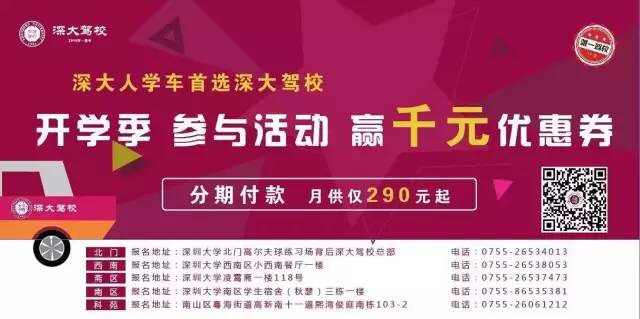 深大驾校
唯一驾校
深大人学车首选深大驾校
开学季 参与活动 赢千元优惠券
分期付款 月供仅290元起
深大驾校
北门 报名地址：深圳大学北门高尔夫球练习场背后深大驾校总部 电话：0755-26534013
西南 报名地址：深圳大学西南区小西南餐厅一楼 电话：0755-26538053
斋区 报名地址：深圳大学凌霄斋一楼118号 电话：0755-26537473
南区 报名地址：深圳大学南区学生宿舍（秋瑟）三栋一楼 电话：0755-86535381
科苑 报名地址：南山区粤海街道高新南十一道熙湾俊庭南栋103-2 电话：0755-26061212